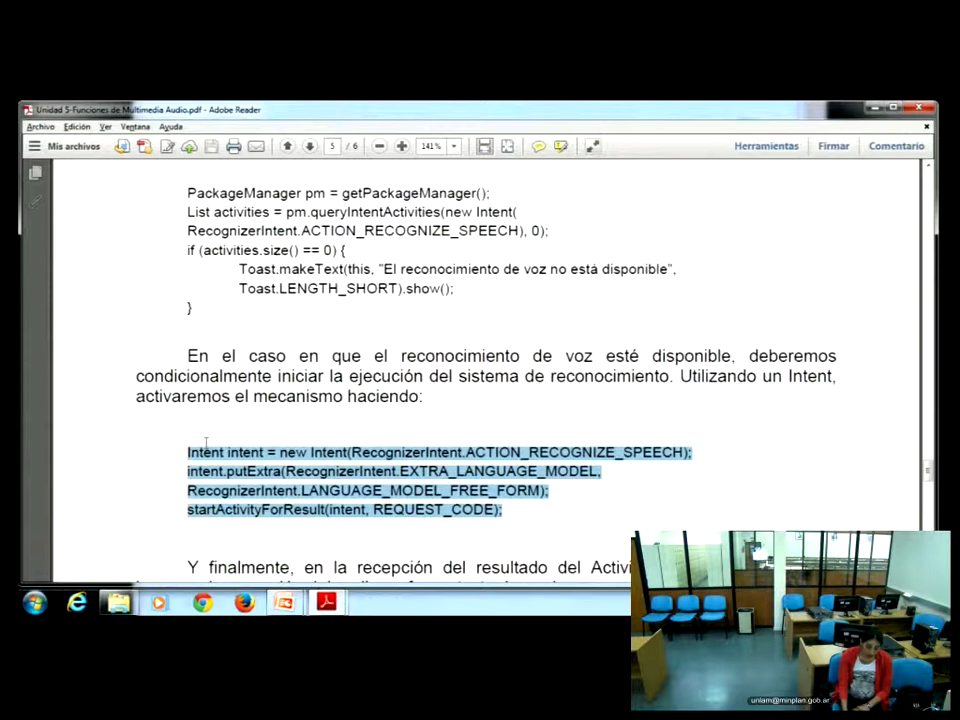 Unidad 5-Funciones de Multimedia Audio.pdf - Adobe Reader
Archivo Edición Ver Ventana Ayuda
Mis archivos 5 / 6 141% Herramientas Firmar Comentario
PackageManager pm = getPackageManager();
List activities = pm.queryIntentActivities(new Intent(
RecognizerIntent.ACTION_RECOGNIZE_SPEECH), 0);
if (activities.size() == 0) {
Toast.makeText(this, "El reconocimiento de voz no está disponible",
Toast.LENGTH_SHORT).show();
}
En el caso en que el reconocimiento de voz esté disponible, deberemos
condicionalmente iniciar la ejecución del sistema de reconocimiento. Utilizando un Intent,
activaremos el mecanismo haciendo:
Intent intent = new Intent(RecognizerIntent.ACTION_RECOGNIZE_SPEECH);
intent.putExtra(RecognizerIntent.EXTRA_LANGUAGE_MODEL,
RecognizerIntent.LANGUAGE_MODEL_FREE_FORM);
startActivityForResult(intent, REQUEST_CODE);
Y finalmente, en la recepción del resultado del Activi
unlam@minplan.gob.ar